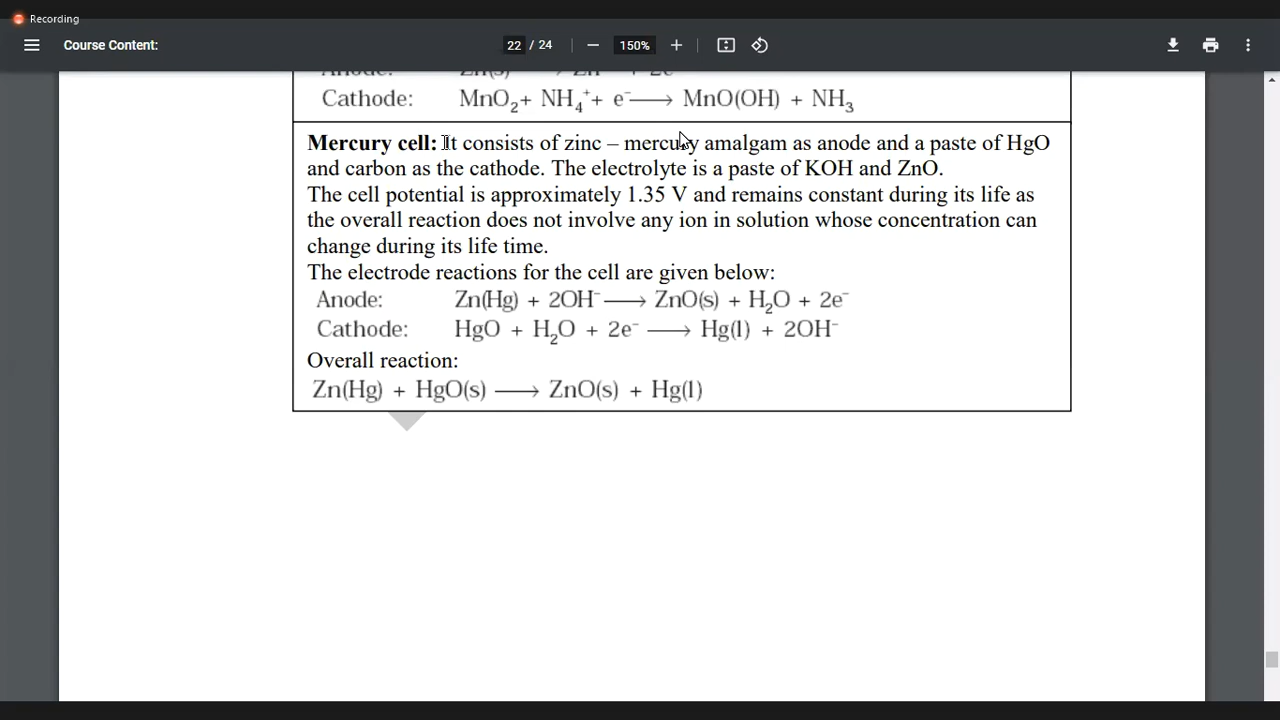 Recording
Course Content:
22 / 24
150%
Anode: Zn(s) ⟶ Zn + 2e
Cathode: MnO₂+ NH₄⁺+ e⁻⟶ MnO(OH) + NH₃
Mercury cell: It consists of zinc – mercury amalgam as anode and a paste of HgO
and carbon as the cathode. The electrolyte is a paste of KOH and ZnO.
The cell potential is approximately 1.35 V and remains constant during its life as
the overall reaction does not involve any ion in solution whose concentration can
change during its life time.
The electrode reactions for the cell are given below:
Anode: Zn(Hg) + 2OH⁻⟶ ZnO(s) + H₂O + 2e⁻
Cathode: HgO + H₂O + 2e⁻ ⟶ Hg(l) + 2OH⁻
Overall reaction:
Zn(Hg) + HgO(s) ⟶ ZnO(s) + Hg(l)